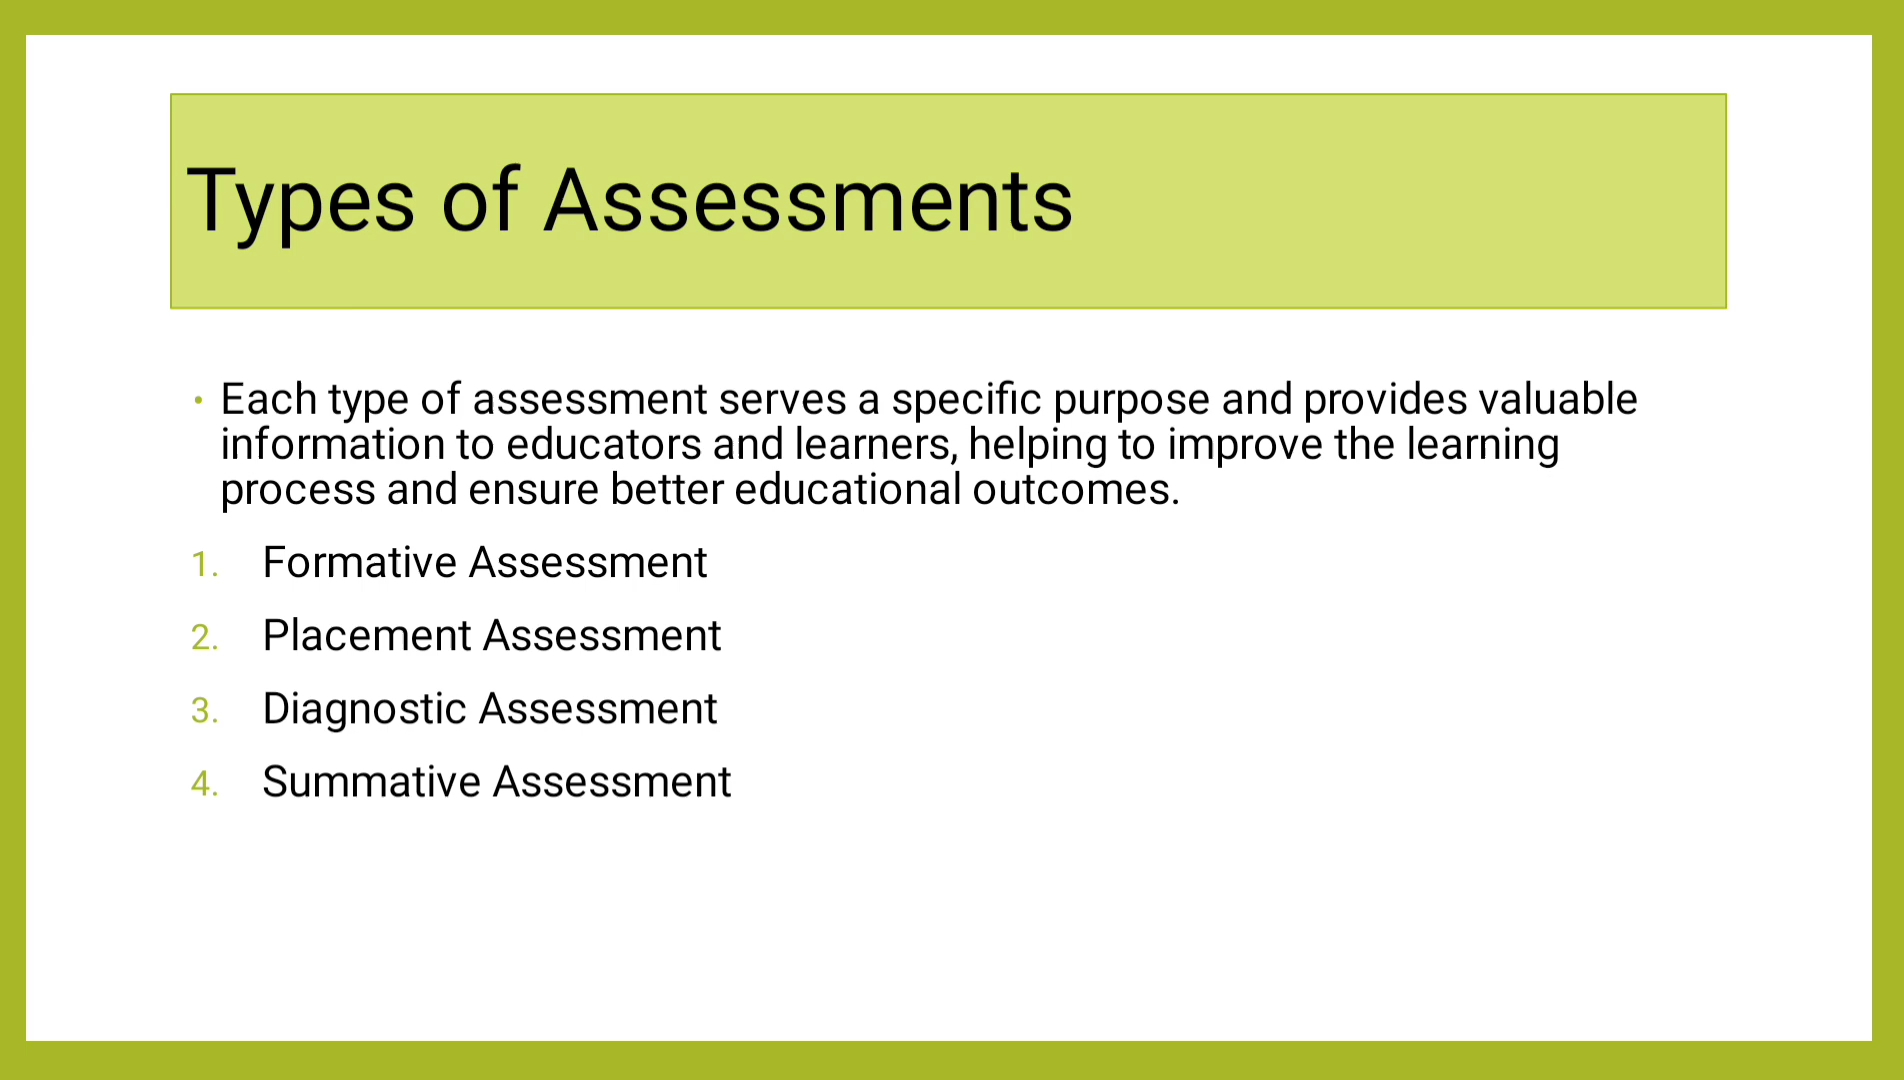 Types of Assessments
• Each type of assessment serves a specific purpose and provides valuable
information to educators and learners, helping to improve the learning
process and ensure better educational outcomes.
1. Formative Assessment
2. Placement Assessment
3. Diagnostic Assessment
4. Summative Assessment